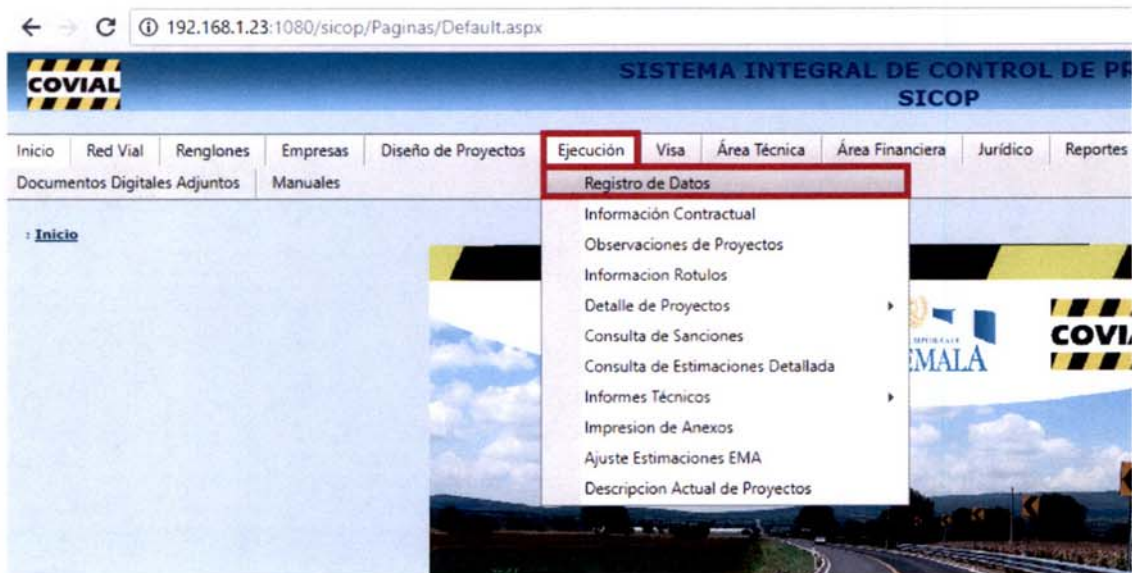 192.168.1.23:1080/sicop/Paginas/Default.aspx
COVIAL
SISTEMA INTEGRAL DE CONTROL DE PR
SICOP
Inicio Red Vial Renglones Empresas Diseño de Proyectos Ejecución Visa Área Técnica Área Financiera Jurídico Reportes
Documentos Digitales Adjuntos Manuales
: Inicio
Registro de Datos
Información Contractual
Observaciones de Proyectos
Informacion Rotulos
Detalle de Proyectos
Consulta de Sanciones
Consulta de Estimaciones Detallada
Informes Técnicos
Impresion de Anexos
Ajuste Estimaciones EMA
Descripcion Actual de Proyectos
EMALA
COVIA